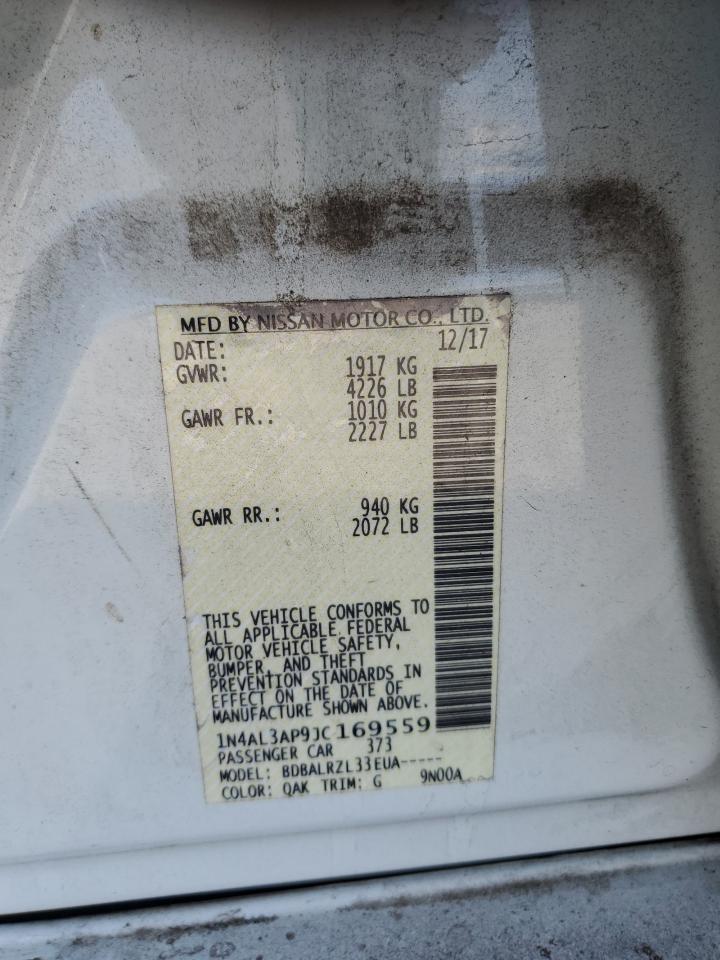 MFD BY NISSAN MOTOR CO., LTD.
DATE: 12/17
GVWR: 1917 KG
4226 LB
GAWR FR.: 1010 KG
2227 LB
GAWR RR.: 940 KG
2072 LB
THIS VEHICLE CONFORMS TO
ALL APPLICABLE FEDERAL
MOTOR VEHICLE SAFETY,
BUMPER, AND THEFT
PREVENTION STANDARDS IN
EFFECT ON THE DATE OF
MANUFACTURE SHOWN ABOVE.
1N4AL3AP9JC169559
PASSENGER CAR 373
MODEL: BDBALRZL33EUA-----
COLOR: QAK TRIM: G 9N00A